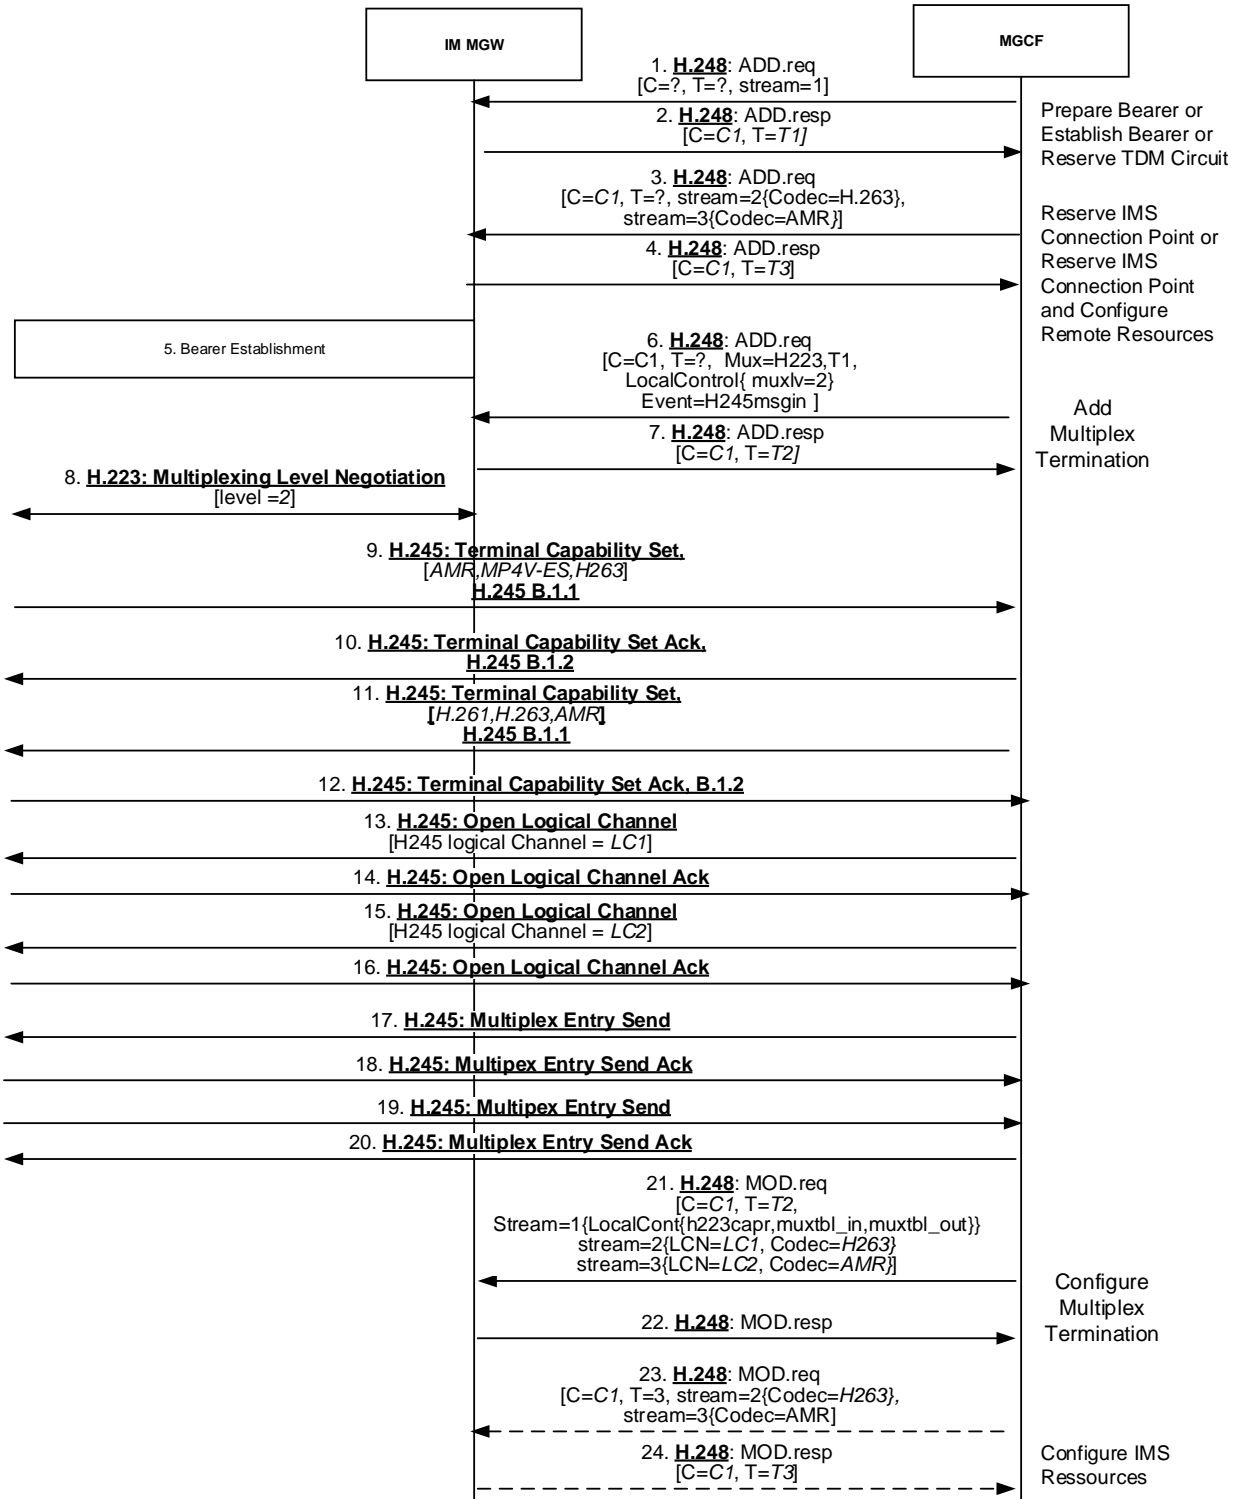 IM MGW
MGCF
1. H.248: ADD.req
[C=?, T=?, stream=1]
2. H.248: ADD.resp
[C=C1, T=T1]
Prepare Bearer or
Establish Bearer or
Reserve TDM Circuit
3. H.248: ADD.req
[C=C1, T=?, stream=2{Codec=H.263},
stream=3{Codec=AMR}]
4. H.248: ADD.resp
[C=C1, T=T3]
Reserve IMS
Connection Point or
Reserve IMS
Connection Point
and Configure
Remote Resources
5. Bearer Establishment
6. H.248: ADD.req
[C=C1, T=?, Mux=H223,T1,
LocalControl{ muxlv=2}
Event=H245msgin ]
7. H.248: ADD.resp
[C=C1, T=T2]
Add
Multiplex
Termination
8. H.223: Multiplexing Level Negotiation
[level =2]
9. H.245: Terminal Capability Set,
[AMR,MP4V-ES,H263]
H.245 B.1.1
10. H.245: Terminal Capability Set Ack,
H.245 B.1.2
11. H.245: Terminal Capability Set,
[H.261,H.263,AMR]
H.245 B.1.1
12. H.245: Terminal Capability Set Ack, B.1.2
13. H.245: Open Logical Channel
[H245 logical Channel = LC1]
14. H.245: Open Logical Channel Ack
15. H.245: Open Logical Channel
[H245 logical Channel = LC2]
16. H.245: Open Logical Channel Ack
17. H.245: Multiplex Entry Send
18. H.245: Multipex Entry Send Ack
19. H.245: Multipex Entry Send
20. H.245: Multiplex Entry Send Ack
21. H.248: MOD.req
[C=C1, T=T2,
Stream=1{LocalCont{h223capr,muxtbl_in,muxtbl_out}}
stream=2{LCN=LC1, Codec=H263}
stream=3{LCN=LC2, Codec=AMR}]
22. H.248: MOD.resp
Configure
Multiplex
Termination
23. H.248: MOD.req
[C=C1, T=3, stream=2{Codec=H263},
stream=3{Codec=AMR]
24. H.248: MOD.resp
[C=C1, T=T3]
Configure IMS
Ressources